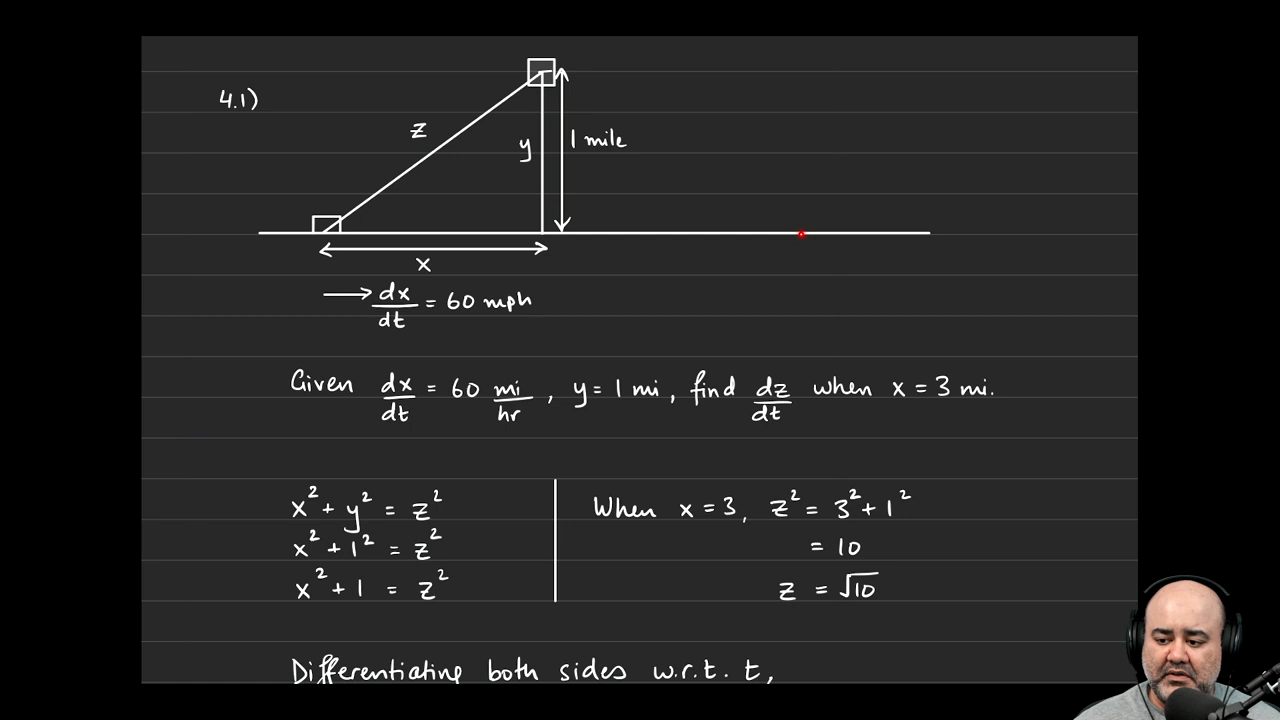 4.1)
z
y
1 mile
x
dx/dt = 60 mph
Given dx/dt = 60 mi/hr, y = 1 mi, find dz/dt when x = 3 mi.
x² + y² = z²
x² + 1² = z²
x² + 1 = z²
When x = 3, z² = 3² + 1²
= 10
z = √10
Differentiating both sides w.r.t. t,